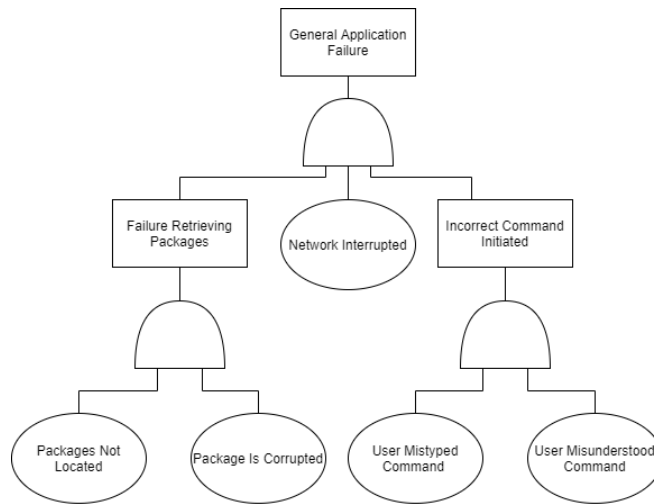 General Application
Failure
Failure Retrieving
Packages
Network Interrupted
Incorrect Command
Initiated
Packages Not
Located
Package Is Corrupted
User Mistyped
Command
User Misunderstood
Command